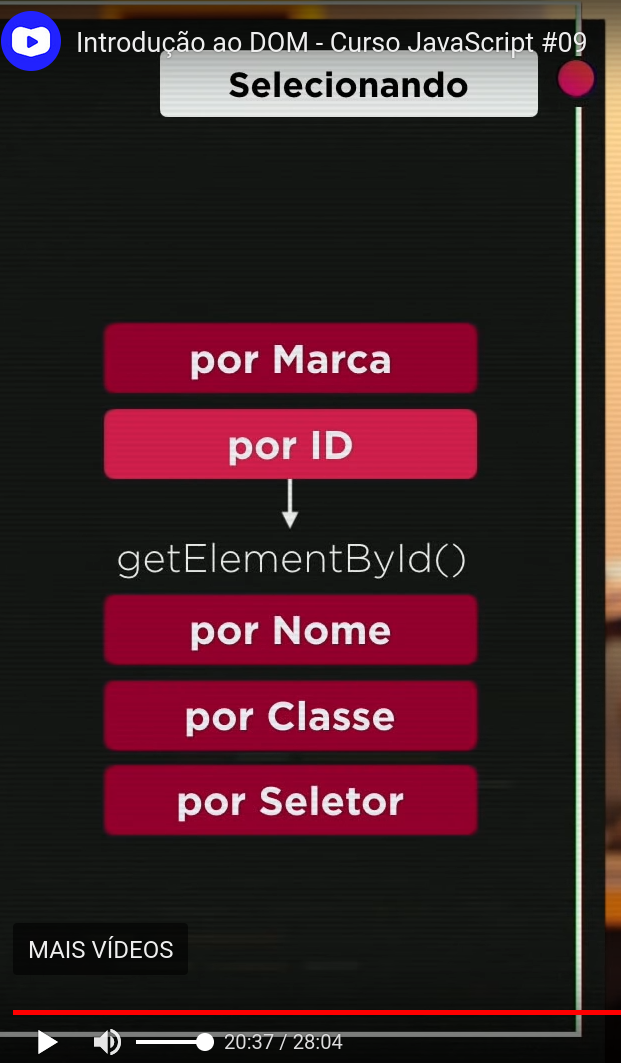 Introdução ao DOM - Curso JavaScript #09
Selecionando
por Marca
por ID
getElementById()
por Nome
por Classe
por Seletor
MAIS VÍDEOS
20:37 / 28:04